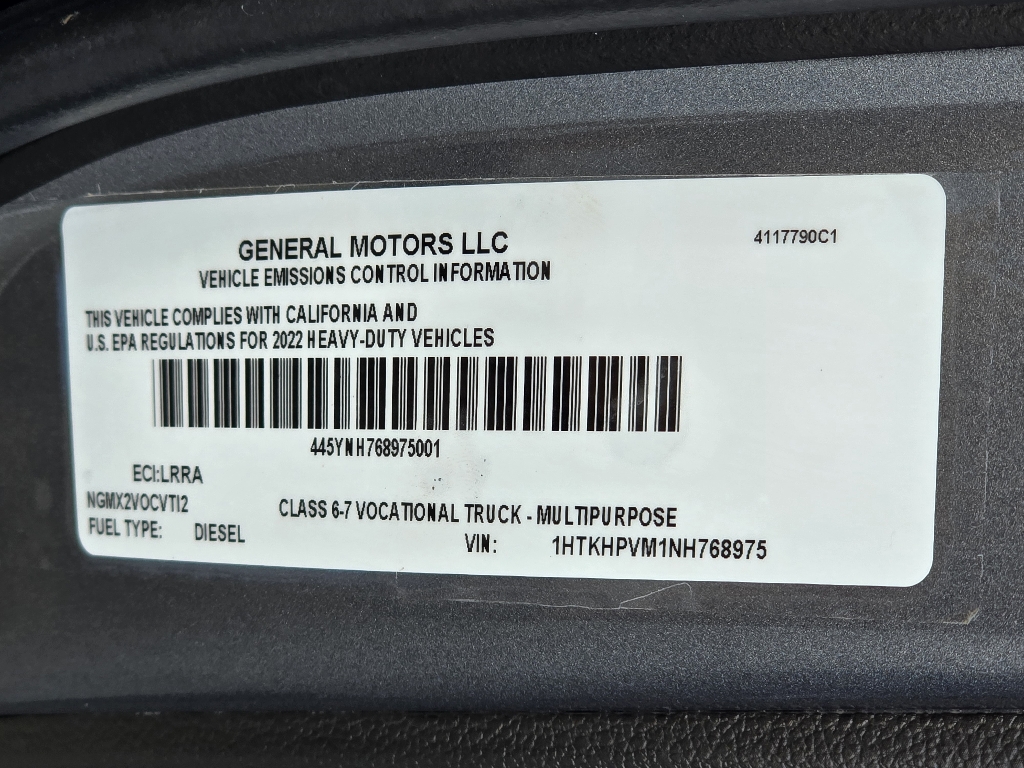 GENERAL MOTORS LLC
4117790C1
VEHICLE EMISSIONS CONTROL INFORMATION
THIS VEHICLE COMPLIES WITH CALIFORNIA AND
U.S. EPA REGULATIONS FOR 2022 HEAVY-DUTY VEHICLES
445YNH768975001
ECI:LRRA
NGMX2VOCVTI2
CLASS 6-7 VOCATIONAL TRUCK - MULTIPURPOSE
FUEL TYPE: DIESEL
VIN: 1HTKHPVM1NH768975